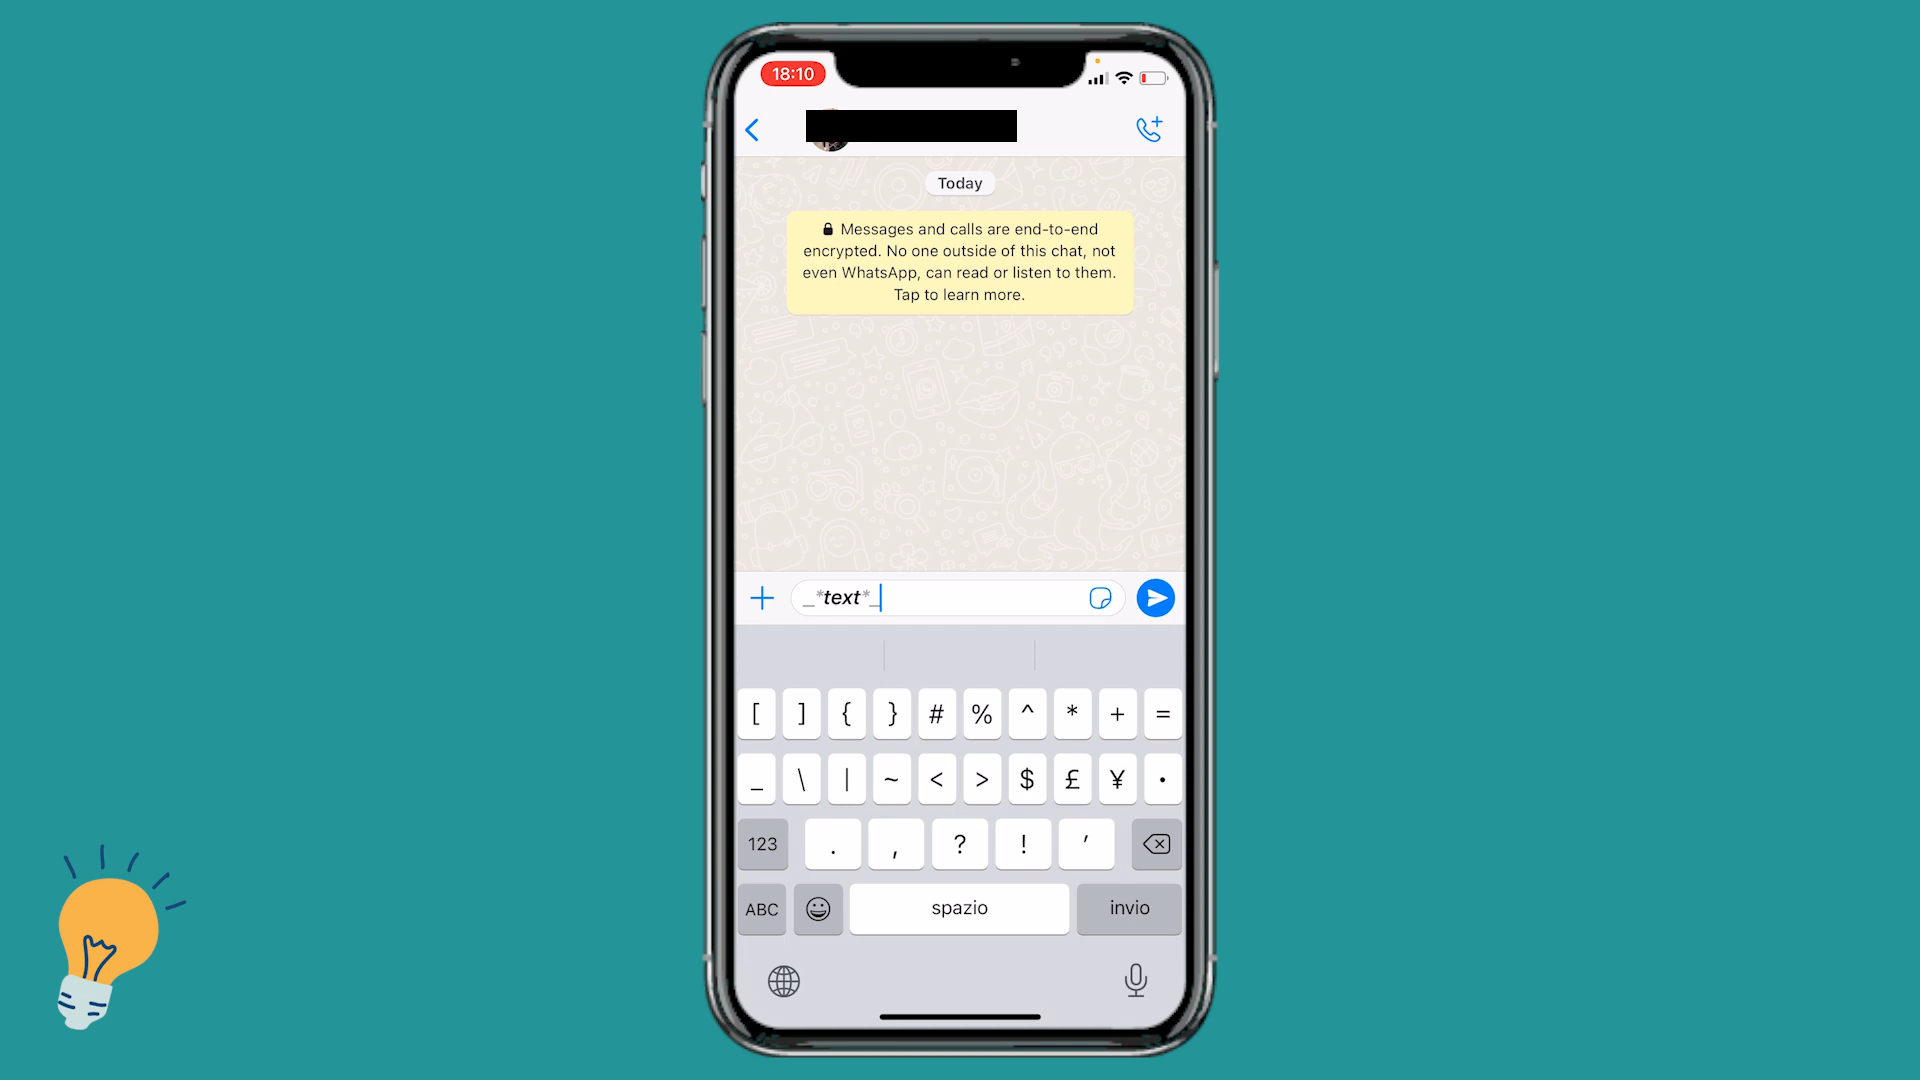 18:10
Today
Messages and calls are end-to-end
encrypted. No one outside of this chat, not
even WhatsApp, can read or listen to them.
Tap to learn more.
_*text*_
[ ] { } # % ^ * + =
_ \ | ~ < > $ £ ¥ •
123 . , ? ! ’
ABC spazio invio